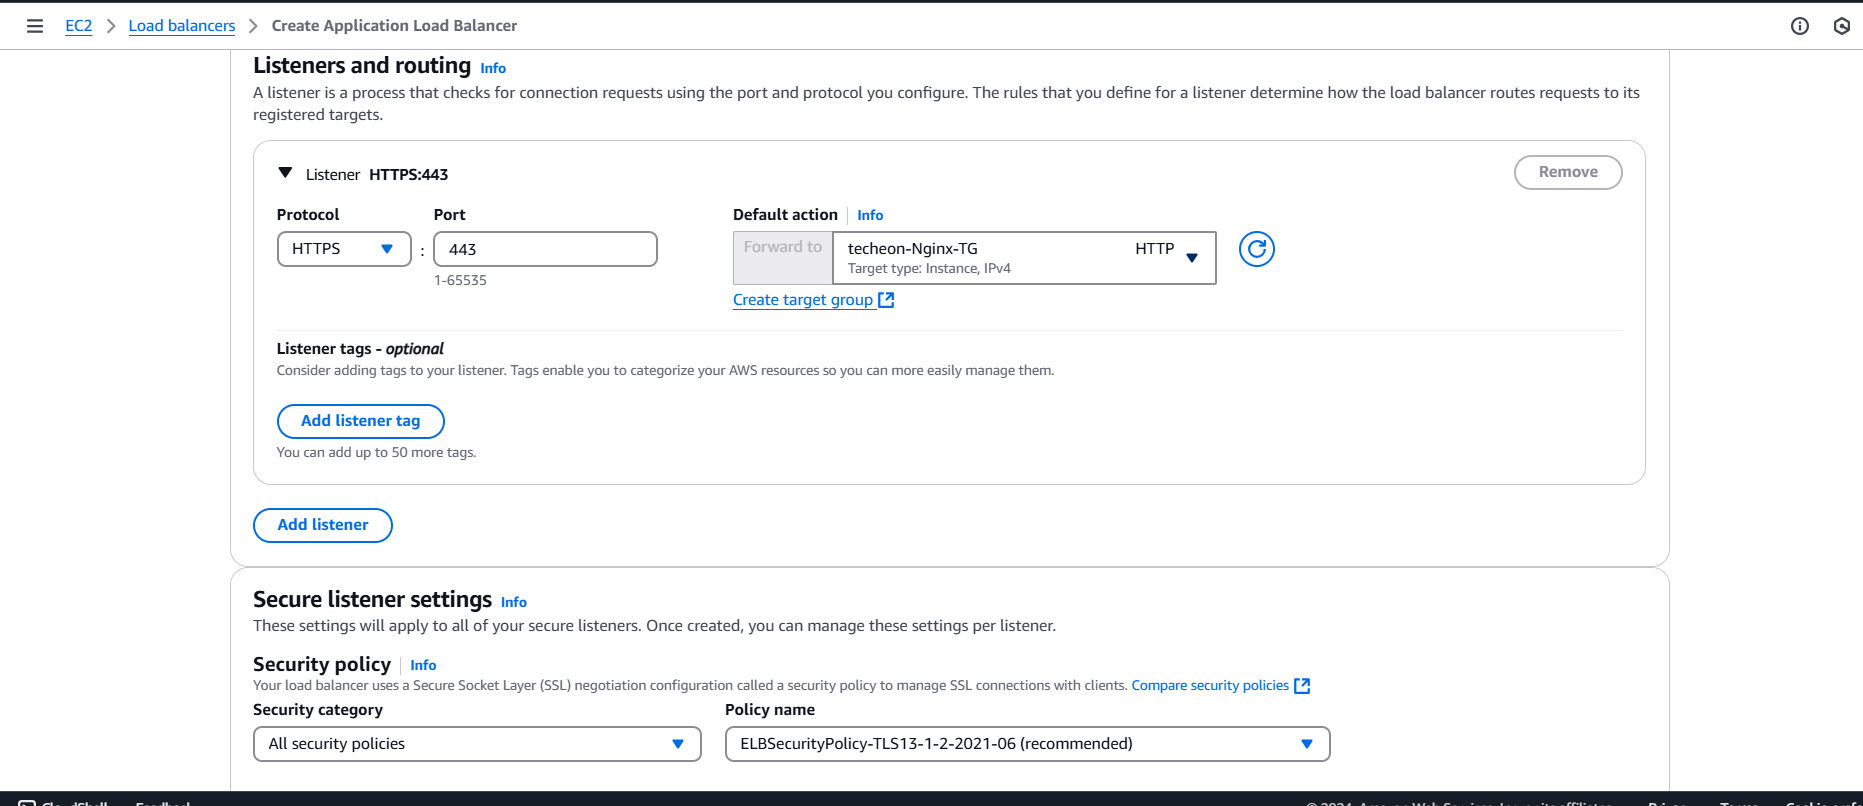 EC2 > Load balancers > Create Application Load Balancer
Listeners and routing Info
A listener is a process that checks for connection requests using the port and protocol you configure. The rules that you define for a listener determine how the load balancer routes requests to its
registered targets.
Listener HTTPS:443
Remove
Protocol Port Default action Info
HTTPS : 443 Forward to techeon-Nginx-TG HTTP
Target type: Instance, IPv4
1-65535
Create target group
Listener tags - optional
Consider adding tags to your listener. Tags enable you to categorize your AWS resources so you can more easily manage them.
Add listener tag
You can add up to 50 more tags.
Add listener
Secure listener settings Info
These settings will apply to all of your secure listeners. Once created, you can manage these settings per listener.
Security policy Info
Your load balancer uses a Secure Socket Layer (SSL) negotiation configuration called a security policy to manage SSL connections with clients. Compare security policies
Security category Policy name
All security policies ELBSecurityPolicy-TLS13-1-2-2021-06 (recommended)
CloudShell Feedback